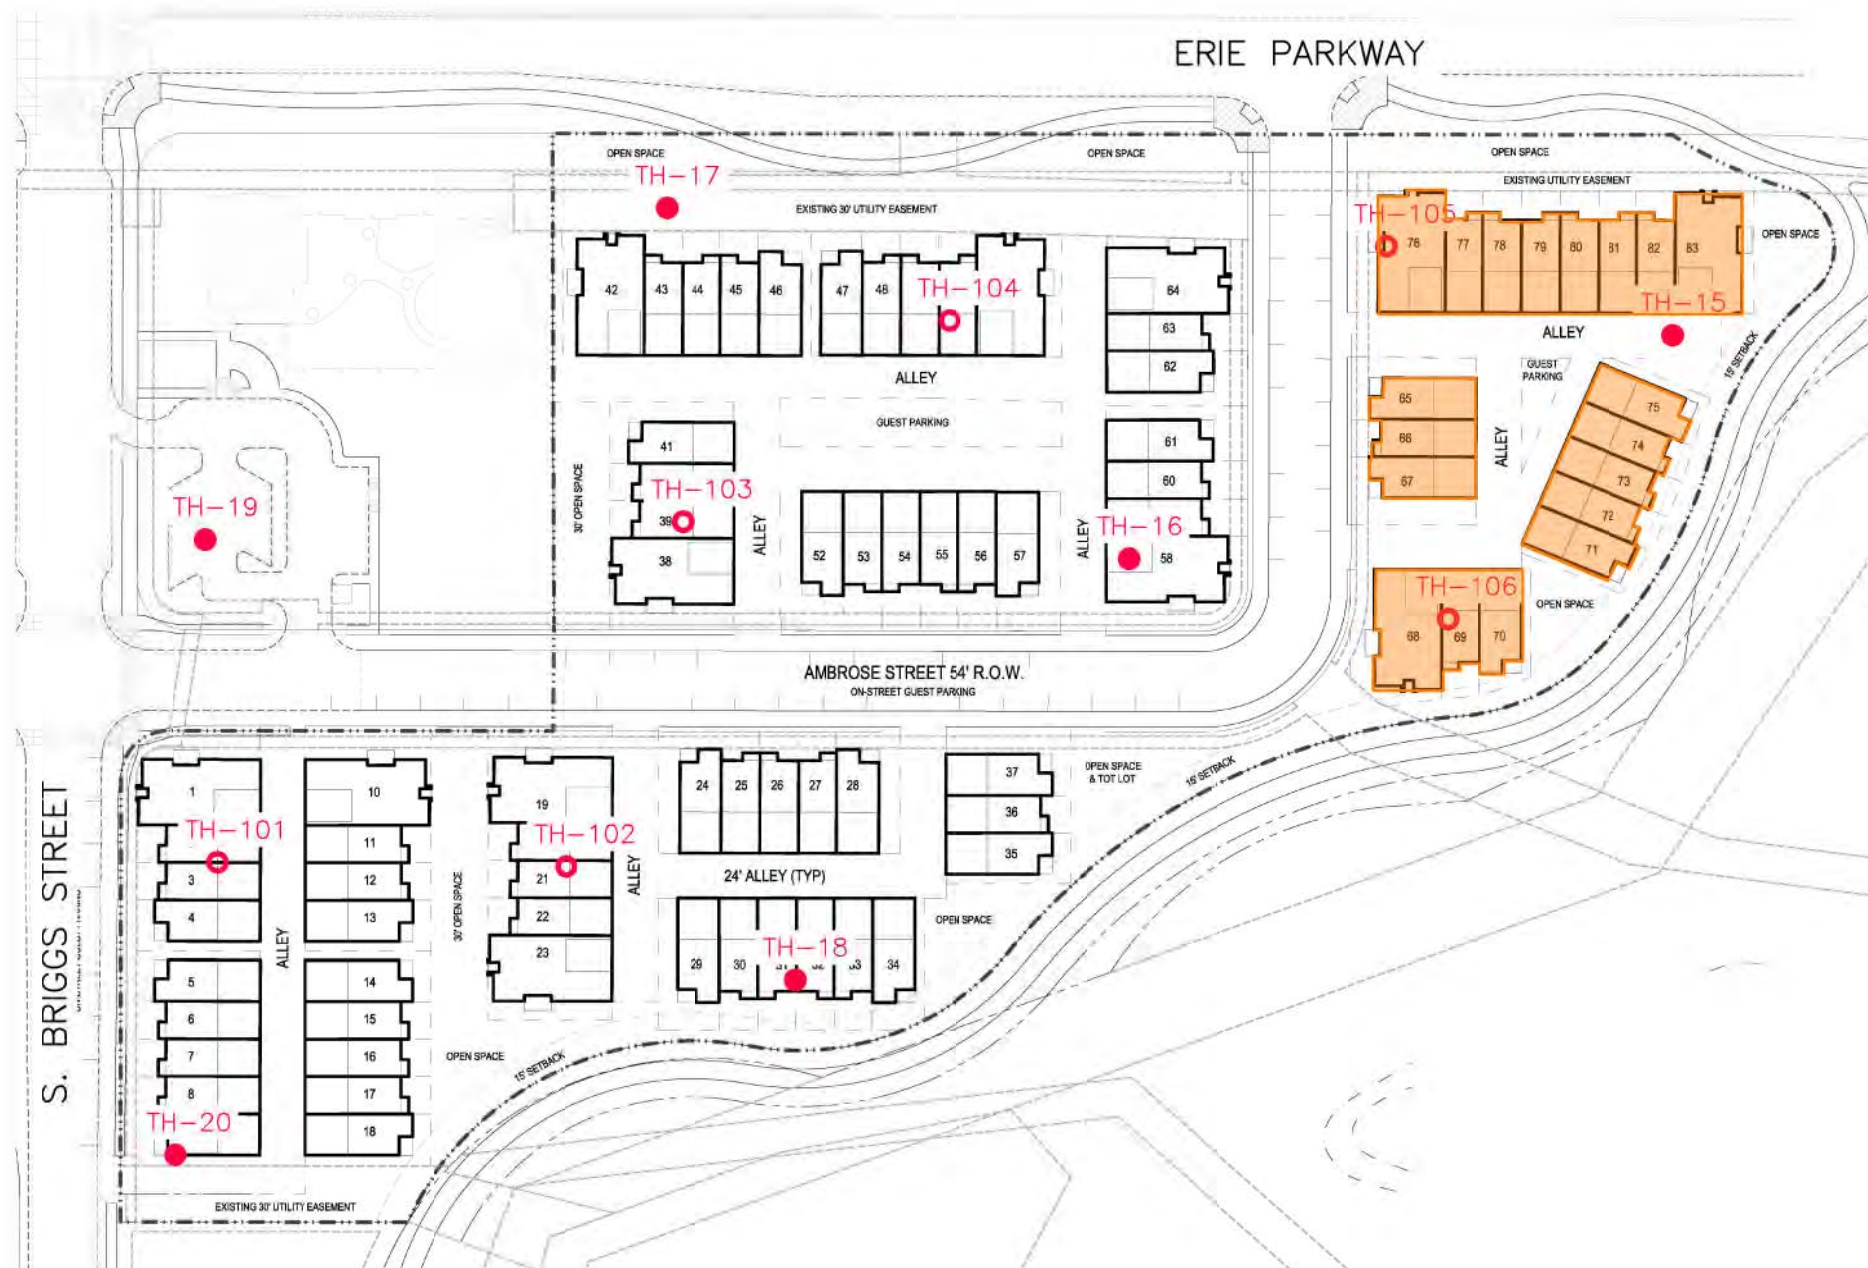 ERIE PARKWAY
OPEN SPACE
OPEN SPACE
OPEN SPACE
TH-17
EXISTING 30' UTILITY EASEMENT
EXISTING UTILITY EASEMENT
TH-105
OPEN SPACE
76
77
78
79
80
81
82
83
42
43
44
45
46
47
48
TH-104
64
63
62
TH-15
ALLEY
ALLEY
15' SETBACK
GUEST
PARKING
GUEST PARKING
65
66
67
ALLEY
75
74
73
72
71
41
30' OPEN SPACE
TH-103
39
38
ALLEY
61
60
TH-16
58
ALLEY
52
53
54
55
56
57
TH-19
TH-106
68
69
70
OPEN SPACE
AMBROSE STREET 54' R.O.W.
ON-STREET GUEST PARKING
S. BRIGGS STREET
1
10
TH-101
11
3
12
4
13
ALLEY
5
14
6
15
7
16
8
17
TH-20
18
19
TH-102
21
22
23
30' OPEN SPACE
ALLEY
24
25
26
27
28
24' ALLEY (TYP)
37
36
35
OPEN SPACE
& TOT LOT
15' SETBACK
OPEN SPACE
TH-18
29
30
34
OPEN SPACE
15' SETBACK
EXISTING 30' UTILITY EASEMENT